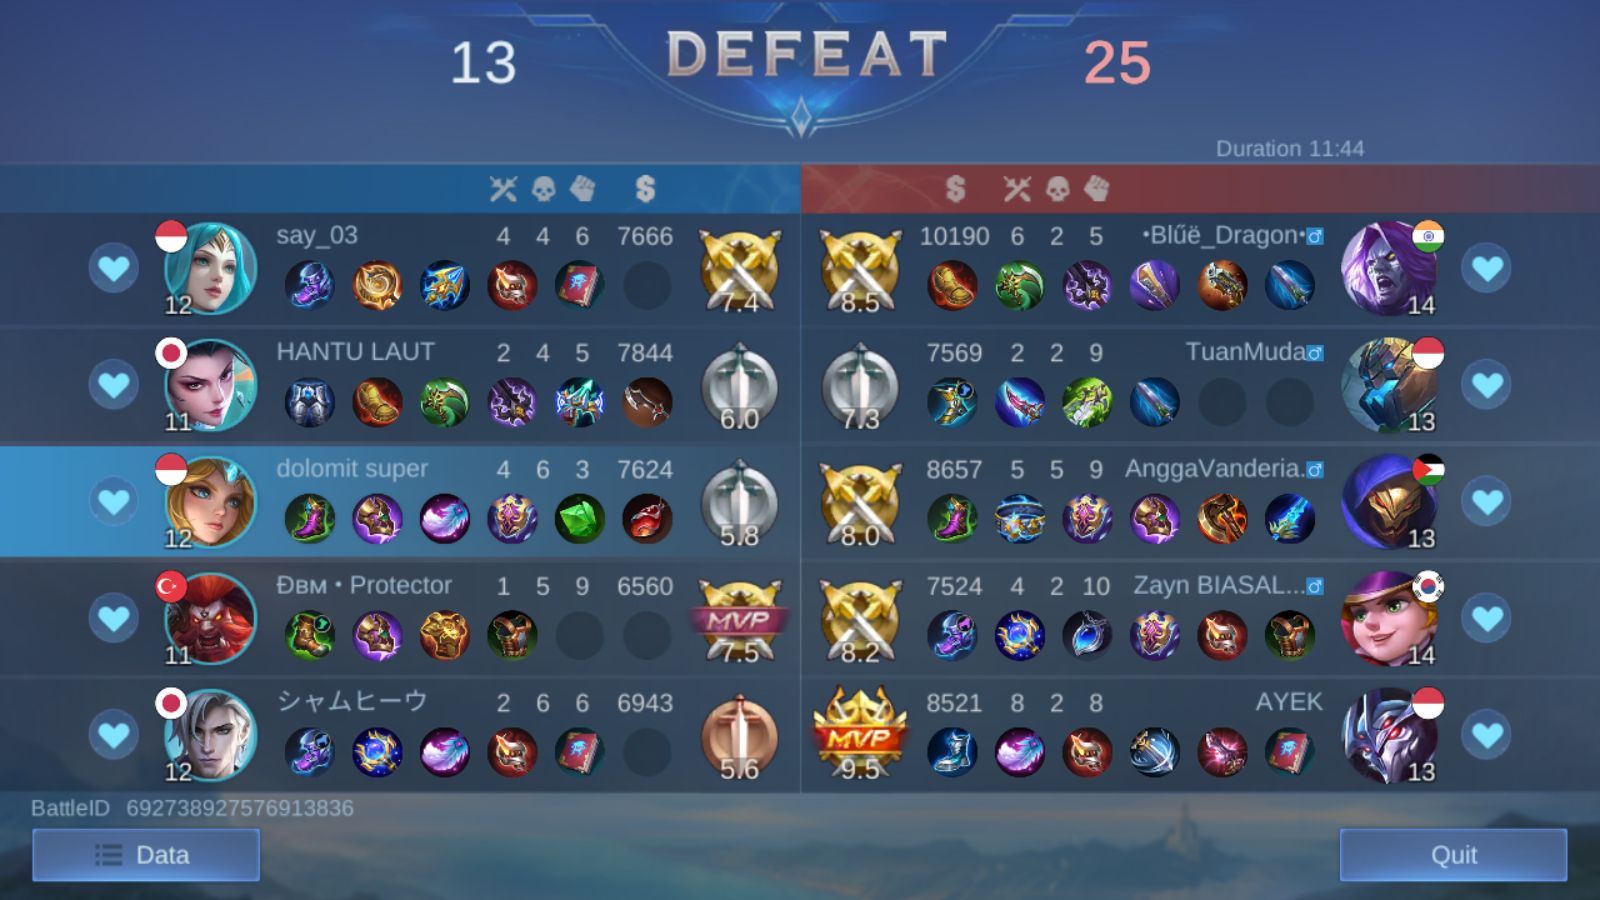 13 DEFEAT 25
Duration 11:44
say_03 4 4 6 7666 7.4 12
8.5 10190 6 2 5 •Blűë_Dragon• 14
HANTU LAUT 2 4 5 7844 6.0 11
7.3 7569 2 2 9 TuanMuda 13
dolomit super 4 6 3 7624 5.8 12
8.0 8657 5 5 9 AnggaVanderia. 13
Đвм • Protector 1 5 9 6560 MVP 7.5 11
8.2 7524 4 2 10 Zayn BIASAL... 14
シャムヒーウ 2 6 6 6943 5.6 12
MVP 9.5 8521 8 2 8 AYEK 13
BattleID 692738927576913836
Data
Quit